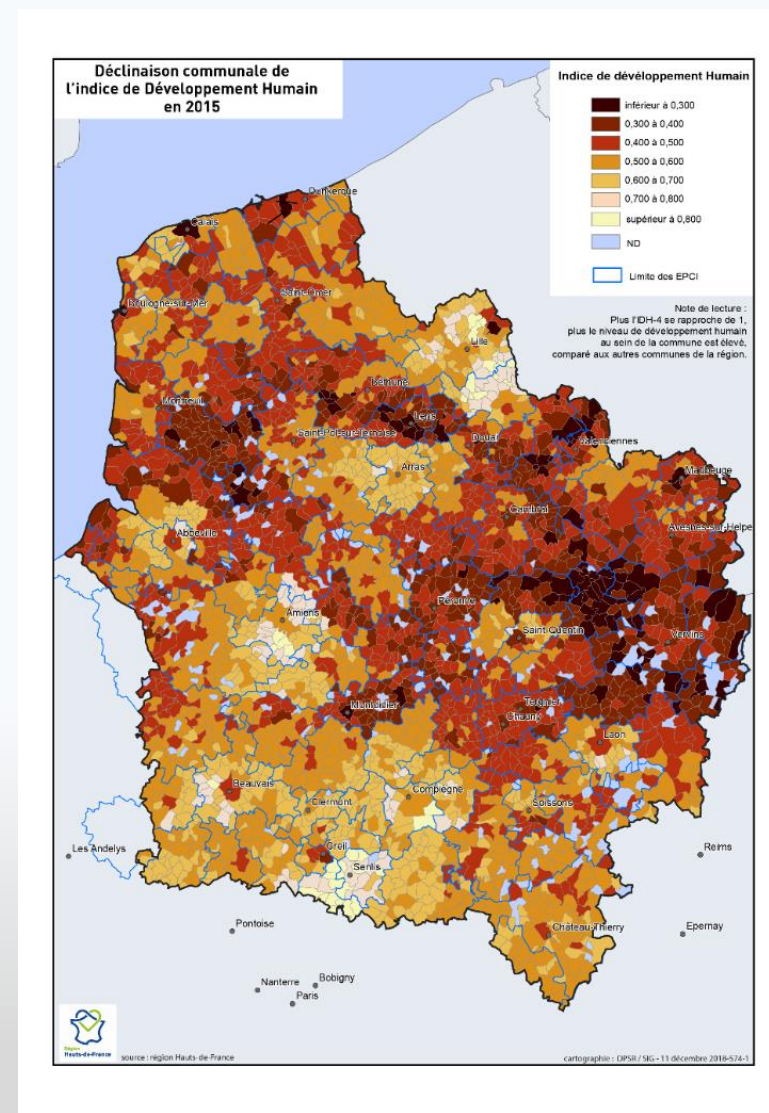 Déclinaison communale de
l'indice de Développement Humain
en 2015
Indice de dévéloppement Humain
inférieur à 0,300
0,300 à 0,400
0,400 à 0,500
0,500 à 0,600
0,600 à 0,700
0,700 à 0,800
supérieur à 0,800
ND
Limite des EPCI
Note de lecture :
Plus l'IDH-4 se rapproche de 1,
plus le niveau de développement humain
au sein de la commune est élevé,
comparé aux autres communes de la région.
Dunkerque
Calais
Saint-Omer
Boulogne-sur-Mer
Lille
Béthune
Montreuil
Lens
Saint-Pol-sur-Ternoise
Douai
Valenciennes
Arras
Maubeuge
Cambrai
Avesnes-sur-Helpe
Abbeville
Péronne
Amiens
Saint-Quentin
Vervins
Montdidier
Tergnier
Chauny
Laon
Beauvais
Compiègne
Clermont
Soissons
Creil
Les Andelys
Senlis
Reims
Pontoise
Château-Thierry
Epernay
Nanterre
Bobigny
Paris
Région
Hauts-de-France
source : région Hauts-de-France
cartographie : DPSR / SIG - 11 décembre 2018-574-1